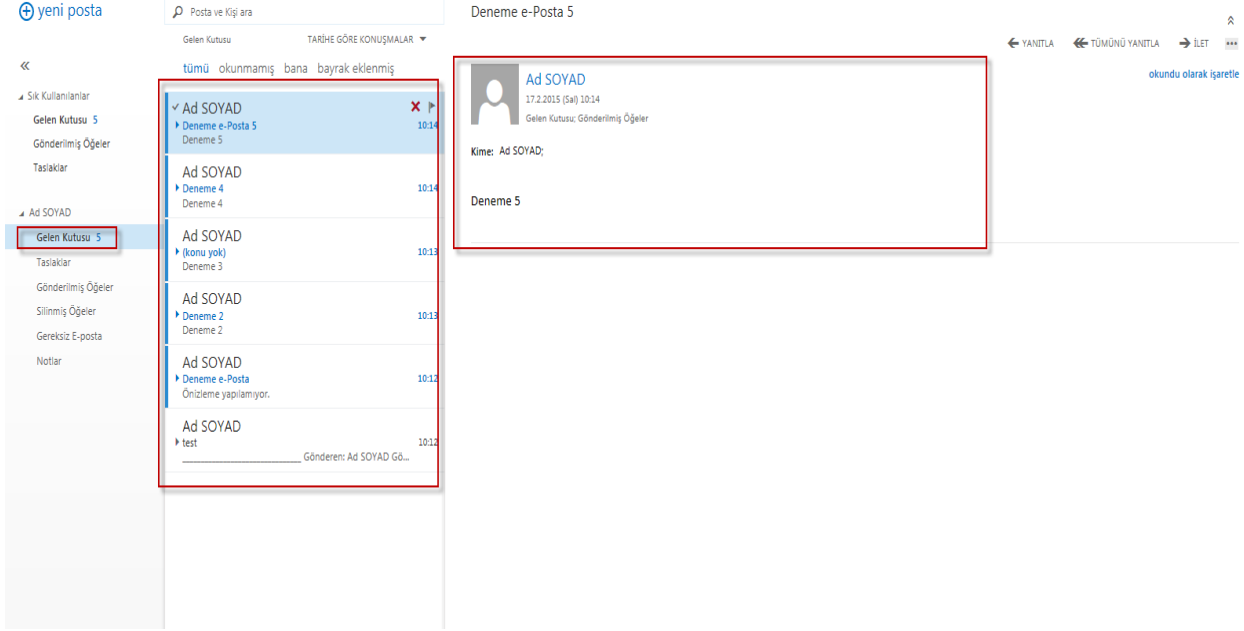 yeni posta
Sık Kullanılanlar
Gelen Kutusu 5
Gönderilmiş Öğeler
Taslaklar
Ad SOYAD
Gelen Kutusu 5
Taslaklar
Gönderilmiş Öğeler
Silinmiş Öğeler
Gereksiz E-posta
Notlar
Posta ve Kişi ara
Gelen Kutusu TARİHE GÖRE KONUŞMALAR
tümü okunmamış bana bayrak eklenmiş
Ad SOYAD
Deneme e-Posta 5 10:14
Deneme 5
Ad SOYAD
Deneme 4 10:14
Deneme 4
Ad SOYAD
(konu yok) 10:13
Deneme 3
Ad SOYAD
Deneme 2 10:13
Deneme 2
Ad SOYAD
Deneme e-Posta 10:12
Önizleme yapılamıyor.
Ad SOYAD
test 10:12
________________________________ Gönderen: Ad SOYAD Gö...
Deneme e-Posta 5
YANITLA TÜMÜNÜ YANITLA İLET ...
okundu olarak işaretle
Ad SOYAD
17.2.2015 (Sal) 10:14
Gelen Kutusu; Gönderilmiş Öğeler
Kime: Ad SOYAD;
Deneme 5